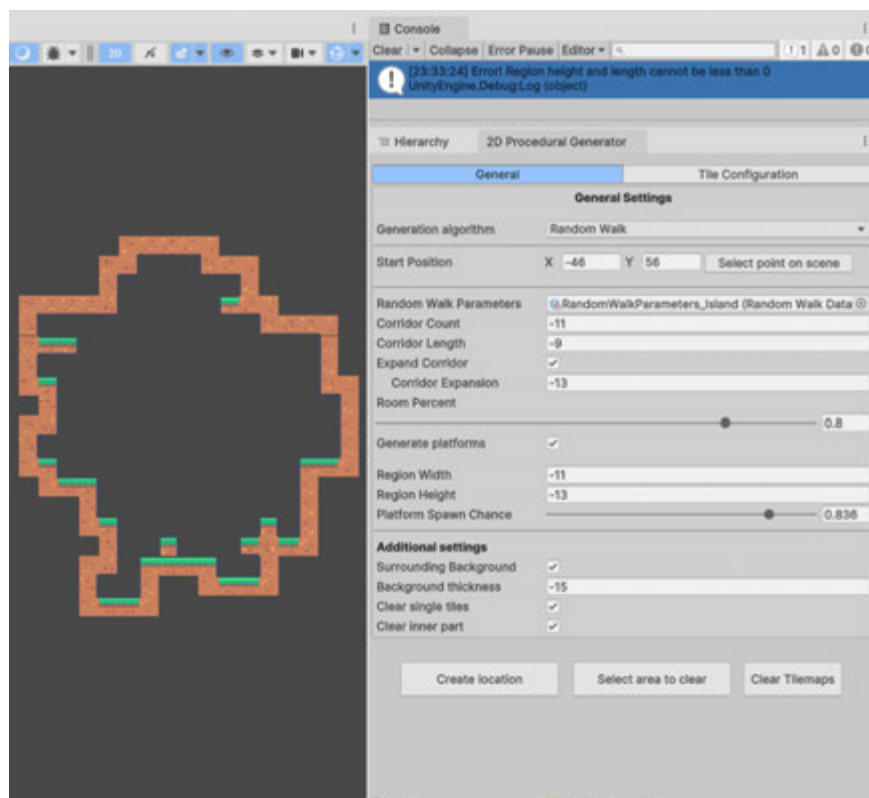 Console
Clear Collapse Error Pause Editor 1 0
[23:33:24] Error! Region height and length cannot be less than 0
UnityEngine.Debug:Log (object)
2D
Hierarchy 2D Procedural Generator
General Tile Configuration
General Settings
Generation algorithm Random Walk
Start Position X -46 Y 56 Select point on scene
Random Walk Parameters RandomWalkParameters_Island (Random Walk Data
Corridor Count -11
Corridor Length -9
Expand Corridor
Corridor Expansion -13
Room Percent
0.8
Generate platforms
Region Width -11
Region Height -13
Platform Spawn Chance 0.836
Additional settings
Surrounding Background
Background thickness -15
Clear single tiles
Clear inner part
Create location Select area to clear Clear Tilemaps